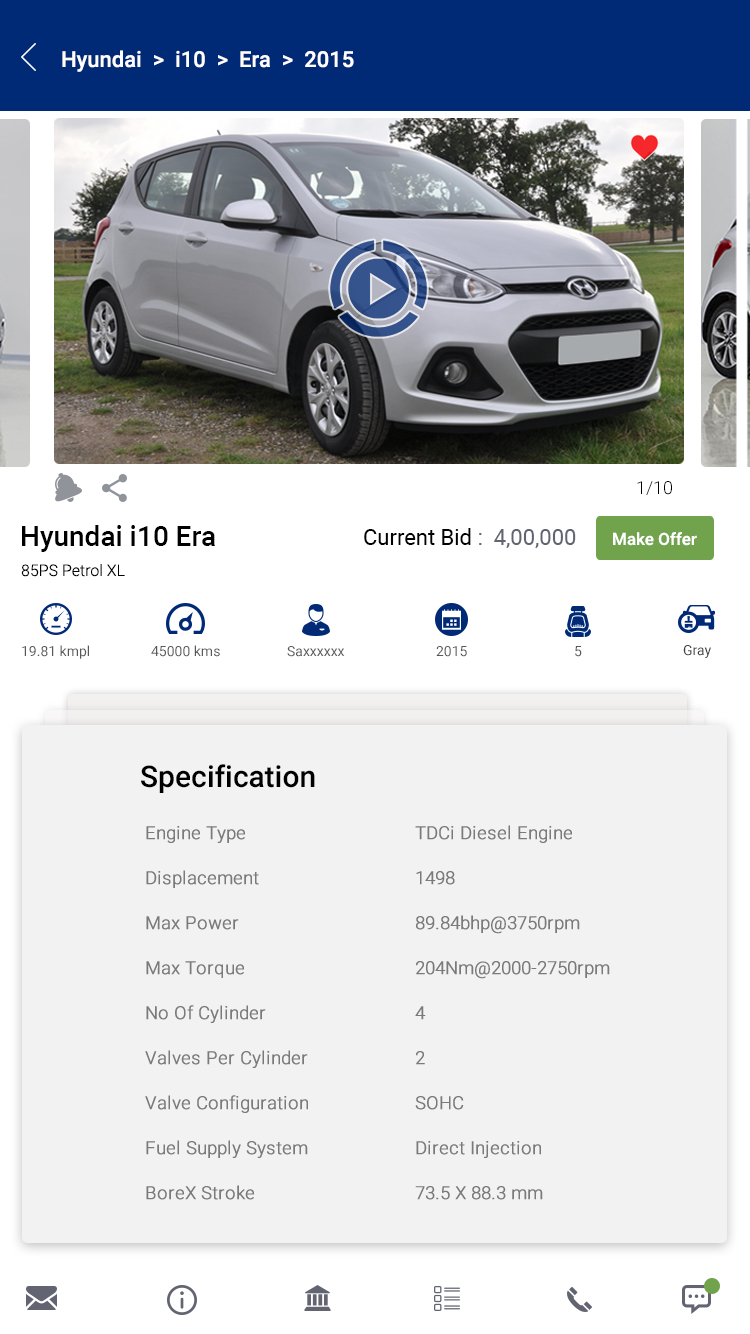 Hyundai > i10 > Era > 2015
1/10
Hyundai i10 Era
Current Bid : 4,00,000
Make Offer
85PS Petrol XL
19.81 kmpl
45000 kms
Saxxxxxx
2015
5
Gray
Specification
Engine Type TDCi Diesel Engine
Displacement 1498
Max Power 89.84bhp@3750rpm
Max Torque 204Nm@2000-2750rpm
No Of Cylinder 4
Valves Per Cylinder 2
Valve Configuration SOHC
Fuel Supply System Direct Injection
BoreX Stroke 73.5 X 88.3 mm